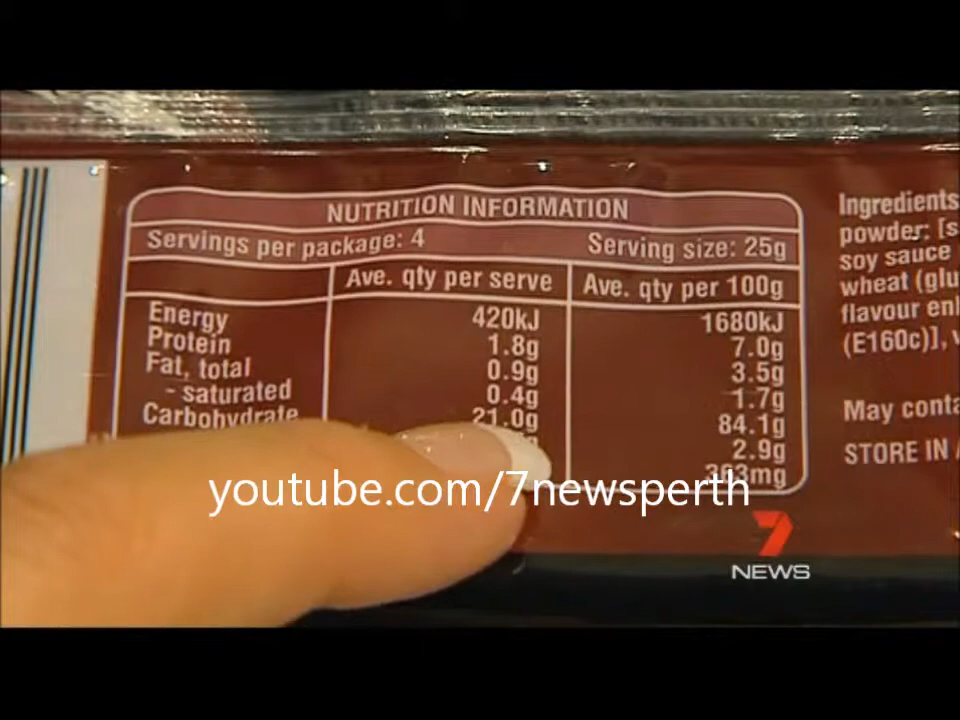 NUTRITION INFORMATION
Servings per package: 4 Serving size: 25g
Ave. qty per serve Ave. qty per 100g
Energy 420kJ 1680kJ
Protein 1.8g 7.0g
Fat, total 0.9g 3.5g
- saturated 0.4g 1.7g
Carbohydrate 21.0g 84.1g
2.9g
mg
Ingredients
powder: [s
soy sauce
wheat (glu
flavour enh
(E160c)],
May conta
STORE IN
youtube.com/7newsperth
7
NEWS